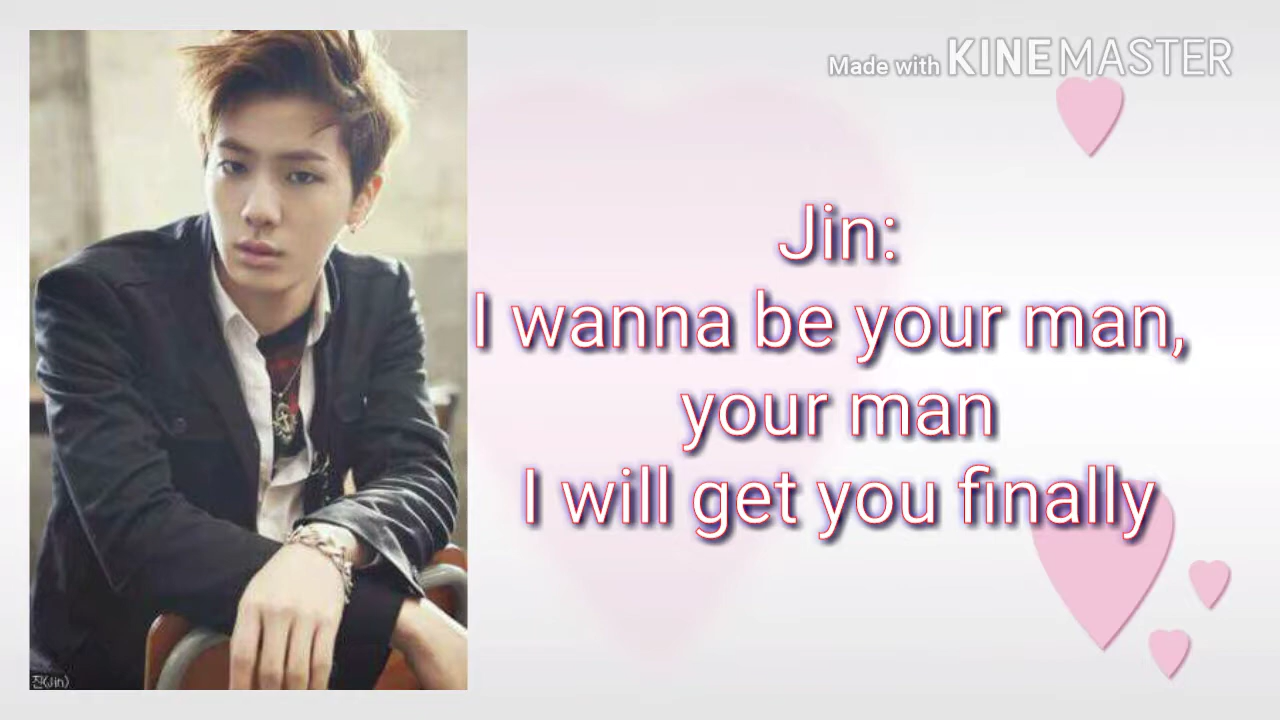 Made with KINEMASTER
Jin:
I wanna be your man,
your man
I will get you finally
진(Jin)